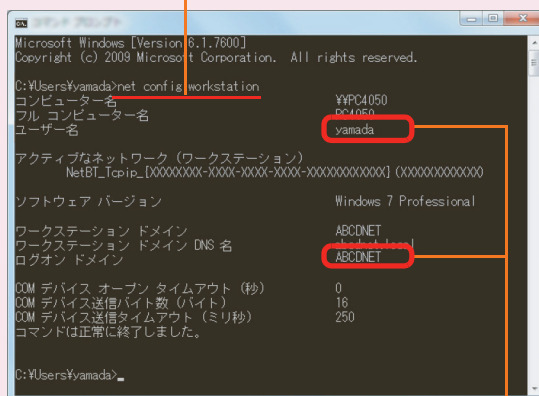 コマンド プロンプト
Microsoft Windows [Version 6.1.7600]
Copyright (c) 2009 Microsoft Corporation. All rights reserved.
C:¥Users¥yamada>net config workstation
コンピューター名 ¥¥PC4050
フル コンピューター名 PC4050
ユーザー名 yamada
アクティブなネットワーク (ワークステーション)
NetBT_Tcpip_{XXXXXXXX-XXXX-XXXX-XXXX-XXXXXXXXXXXX} (XXXXXXXXXXXX)
ソフトウェア バージョン Windows 7 Professional
ワークステーション ドメイン ABCDNET
ワークステーション ドメイン DNS 名 abcdnet.local
ログオン ドメイン ABCDNET
COM デバイス オープン タイムアウト (秒) 0
COM デバイス送信バイト数 (バイト) 16
COM デバイス送信タイムアウト (ミリ秒) 250
コマンドは正常に終了しました。
C:¥Users¥yamada>_